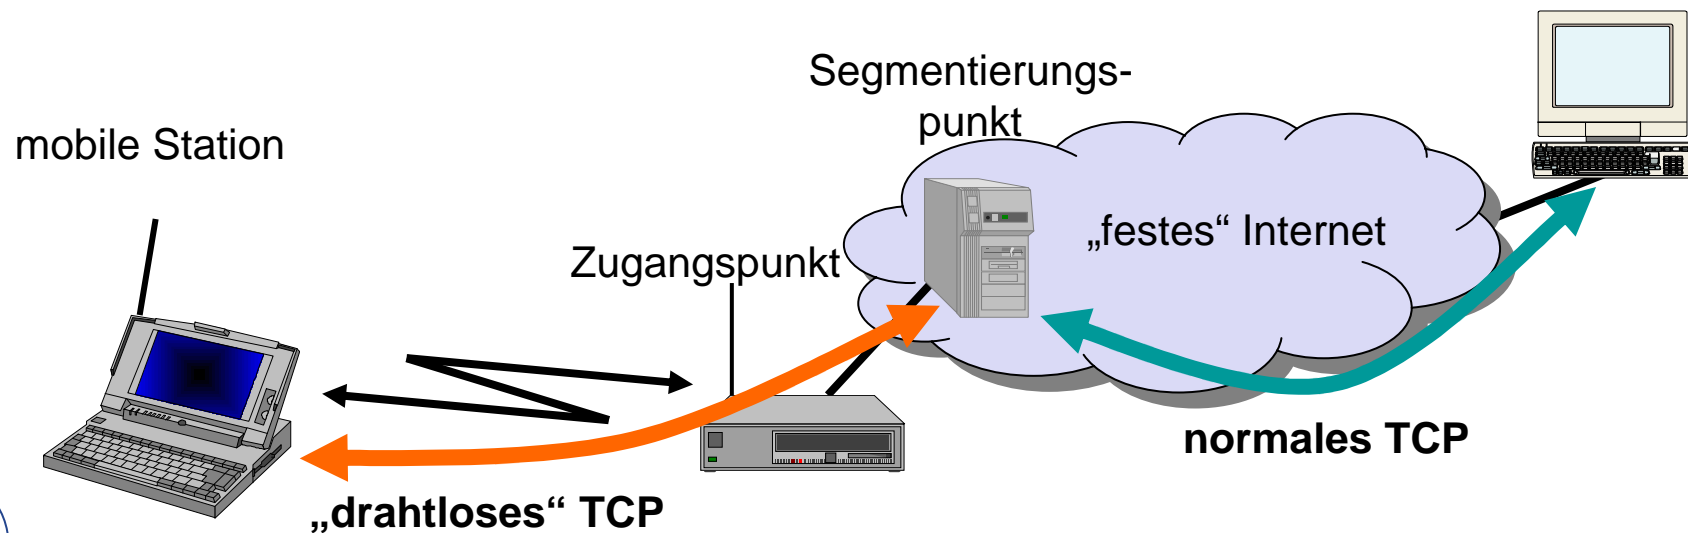 Segmentierungs-
punkt
mobile Station
„festes“ Internet
Zugangspunkt
normales TCP
„drahtloses“ TCP